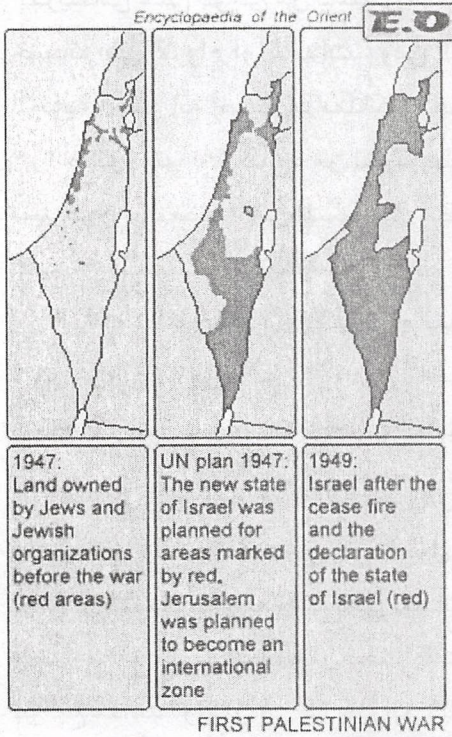 Encyclopaedia of the Orient
E.O
1947:
Land owned
by Jews and
Jewish
organizations
before the war
(red areas)
UN plan 1947:
The new state
of Israel was
planned for
areas marked
by red.
Jerusalem
was planned
to become an
international
zone
1949:
Israel after the
cease fire
and the
declaration
of the state
of Israel (red)
FIRST PALESTINIAN WAR